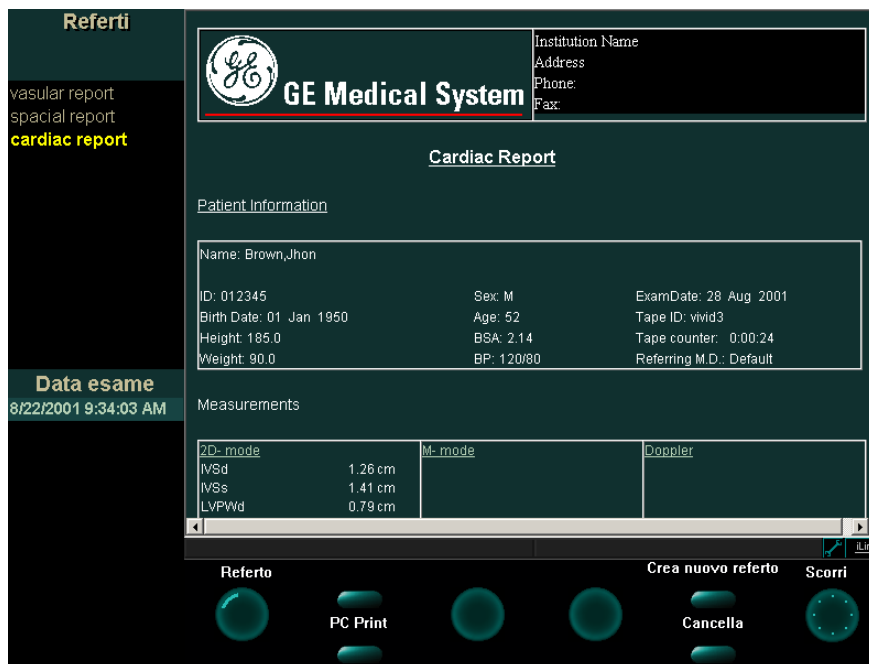 Referti
vasular report
spacial report
cardiac report
Data esame
8/22/2001 9:34:03 AM
GE Medical System
Institution Name
Address
Phone:
Fax:
Cardiac Report
Patient Information
Name: Brown,Jhon
ID: 012345 Sex: M ExamDate: 28 Aug 2001
Birth Date: 01 Jan 1950 Age: 52 Tape ID: vivid3
Height: 185.0 BSA: 2.14 Tape counter: 0:00:24
Weight: 90.0 BP: 120/80 Referring M.D.: Default
Measurements
2D- mode M- mode Doppler
IVSd 1.26 cm
IVSs 1.41 cm
LVPWd 0.79 cm
Referto Crea nuovo referto Scorri
PC Print Cancella